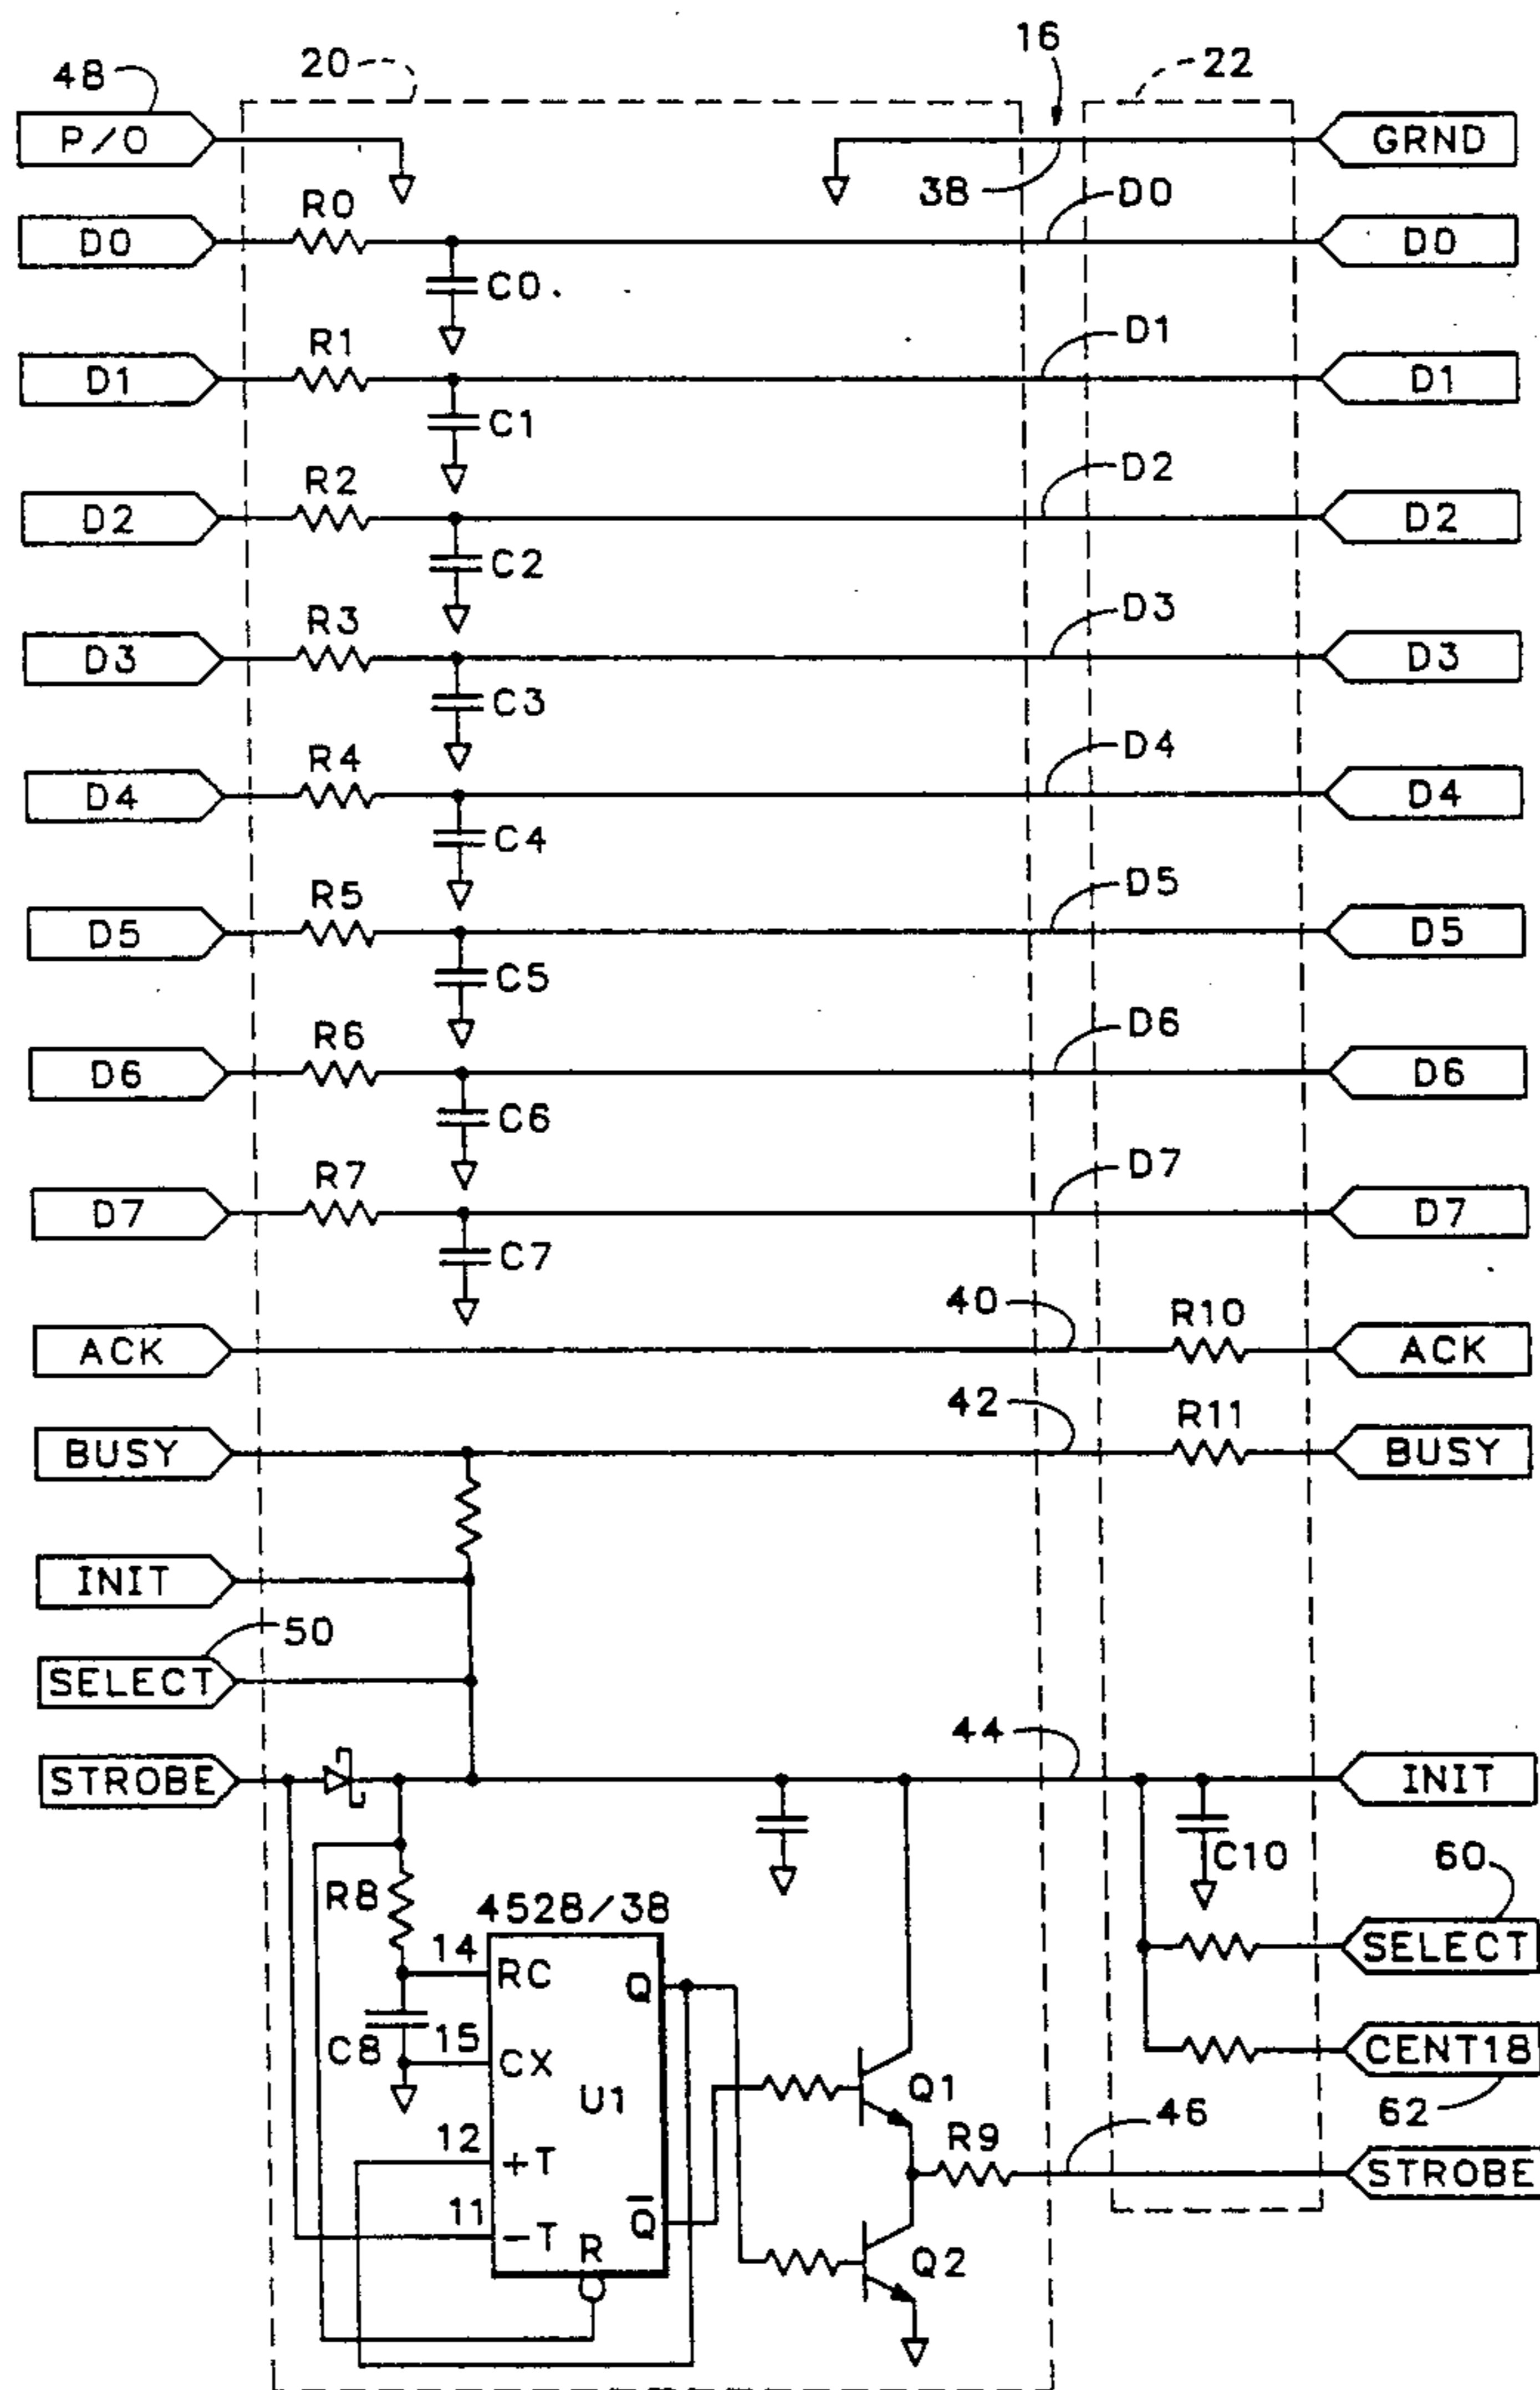 16
48 20 22
P/O GRND
38 D0
R0
D0 D0
C0
D1
R1
D1 D1
C1
D2
R2
D2 D2
C2
D3
R3
D3 D3
C3
D4
R4
D4 D4
C4
D5
R5
D5 D5
C5
D6
R6
D6 D6
C6
D7
R7
D7 D7
C7
40 R10
ACK ACK
42 R11
BUSY BUSY
INIT
50
SELECT
44
STROBE INIT
C10 60
R8 4528/38
SELECT
14 RC Q
C8 15 CX
CENT18
U1 Q1
62
12 +T R9 46
STROBE
11 -T R Q̅
Q2